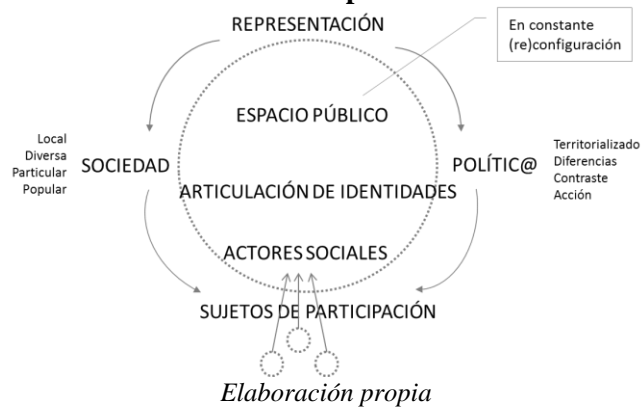 REPRESENTACIÓN
En constante
(re)configuración
ESPACIO PÚBLICO
Local
Diversa
Particular
Popular
SOCIEDAD
POLÍTIC@
Territorializado
Diferencias
Contraste
Acción
ARTICULACIÓN DE IDENTIDADES
ACTORES SOCIALES
SUJETOS DE PARTICIPACIÓN
Elaboración propia